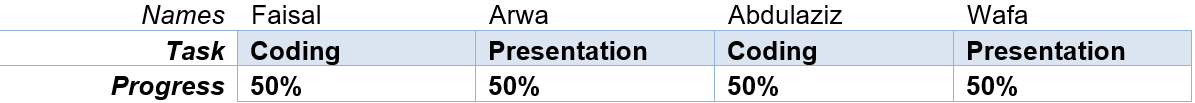 Names Faisal Arwa Abdulaziz Wafa
Task Coding Presentation Coding Presentation
Progress 50% 50% 50% 50%